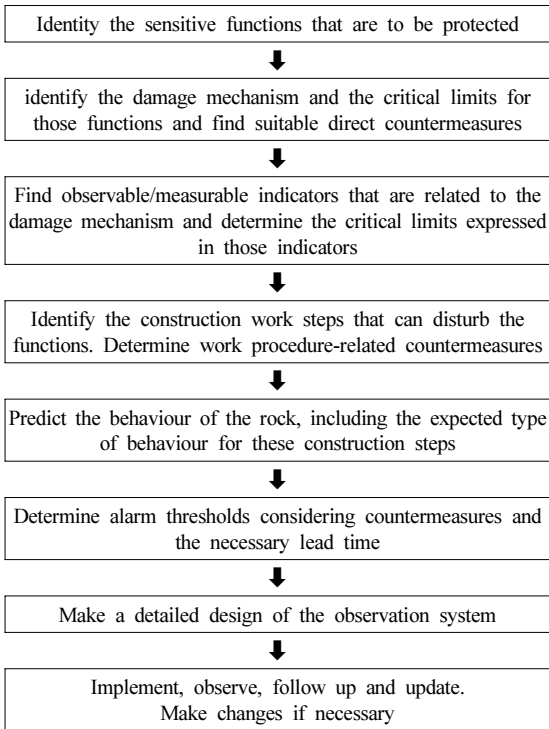 Identity the sensitive functions that are to be protected
identify the damage mechanism and the critical limits for
those functions and find suitable direct countermeasures
Find observable/measurable indicators that are related to the
damage mechanism and determine the critical limits expressed
in those indicators
Identify the construction work steps that can disturb the
functions. Determine work procedure-related countermeasures
Predict the behaviour of the rock, including the expected type
of behaviour for these construction steps
Determine alarm thresholds considering countermeasures and
the necessary lead time
Make a detailed design of the observation system
Implement, observe, follow up and update.
Make changes if necessary